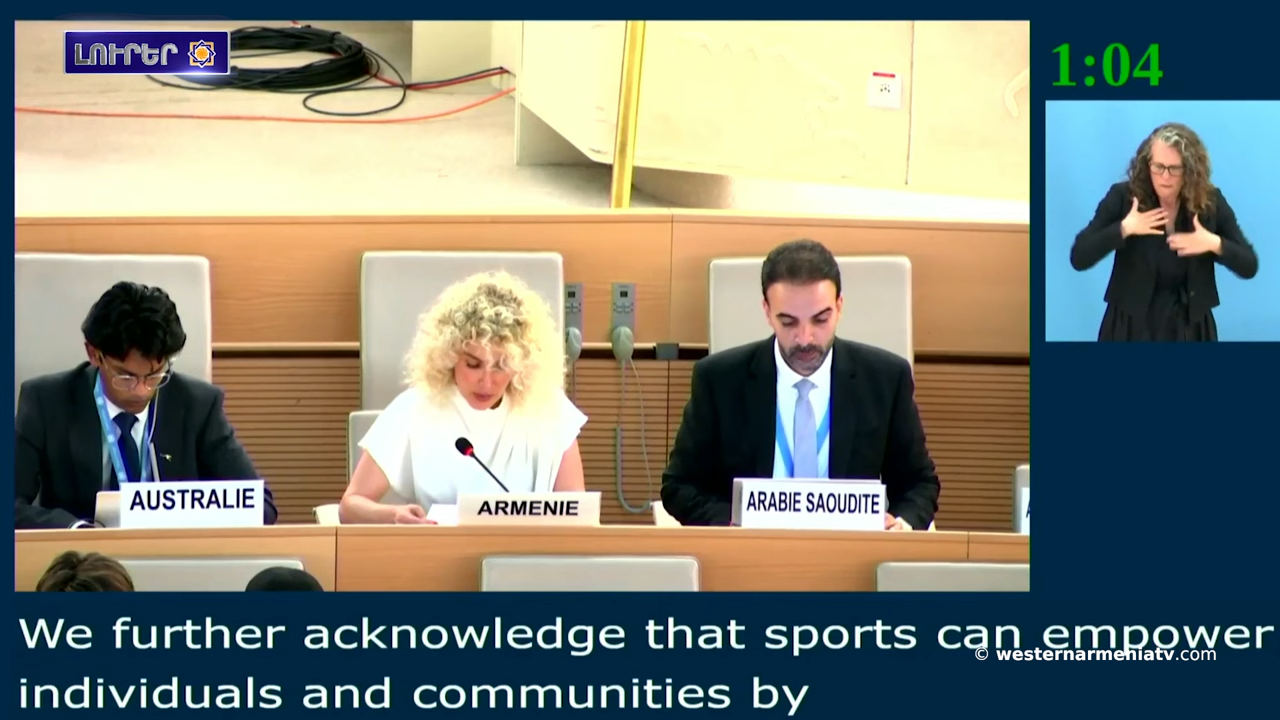 ԼՈՒՐԵՐ
1:04
AUSTRALIE
ARMENIE
ARABIE SAOUDITE
We further acknowledge that sports can empower
© westernarmeniatv.com
individuals and communities by